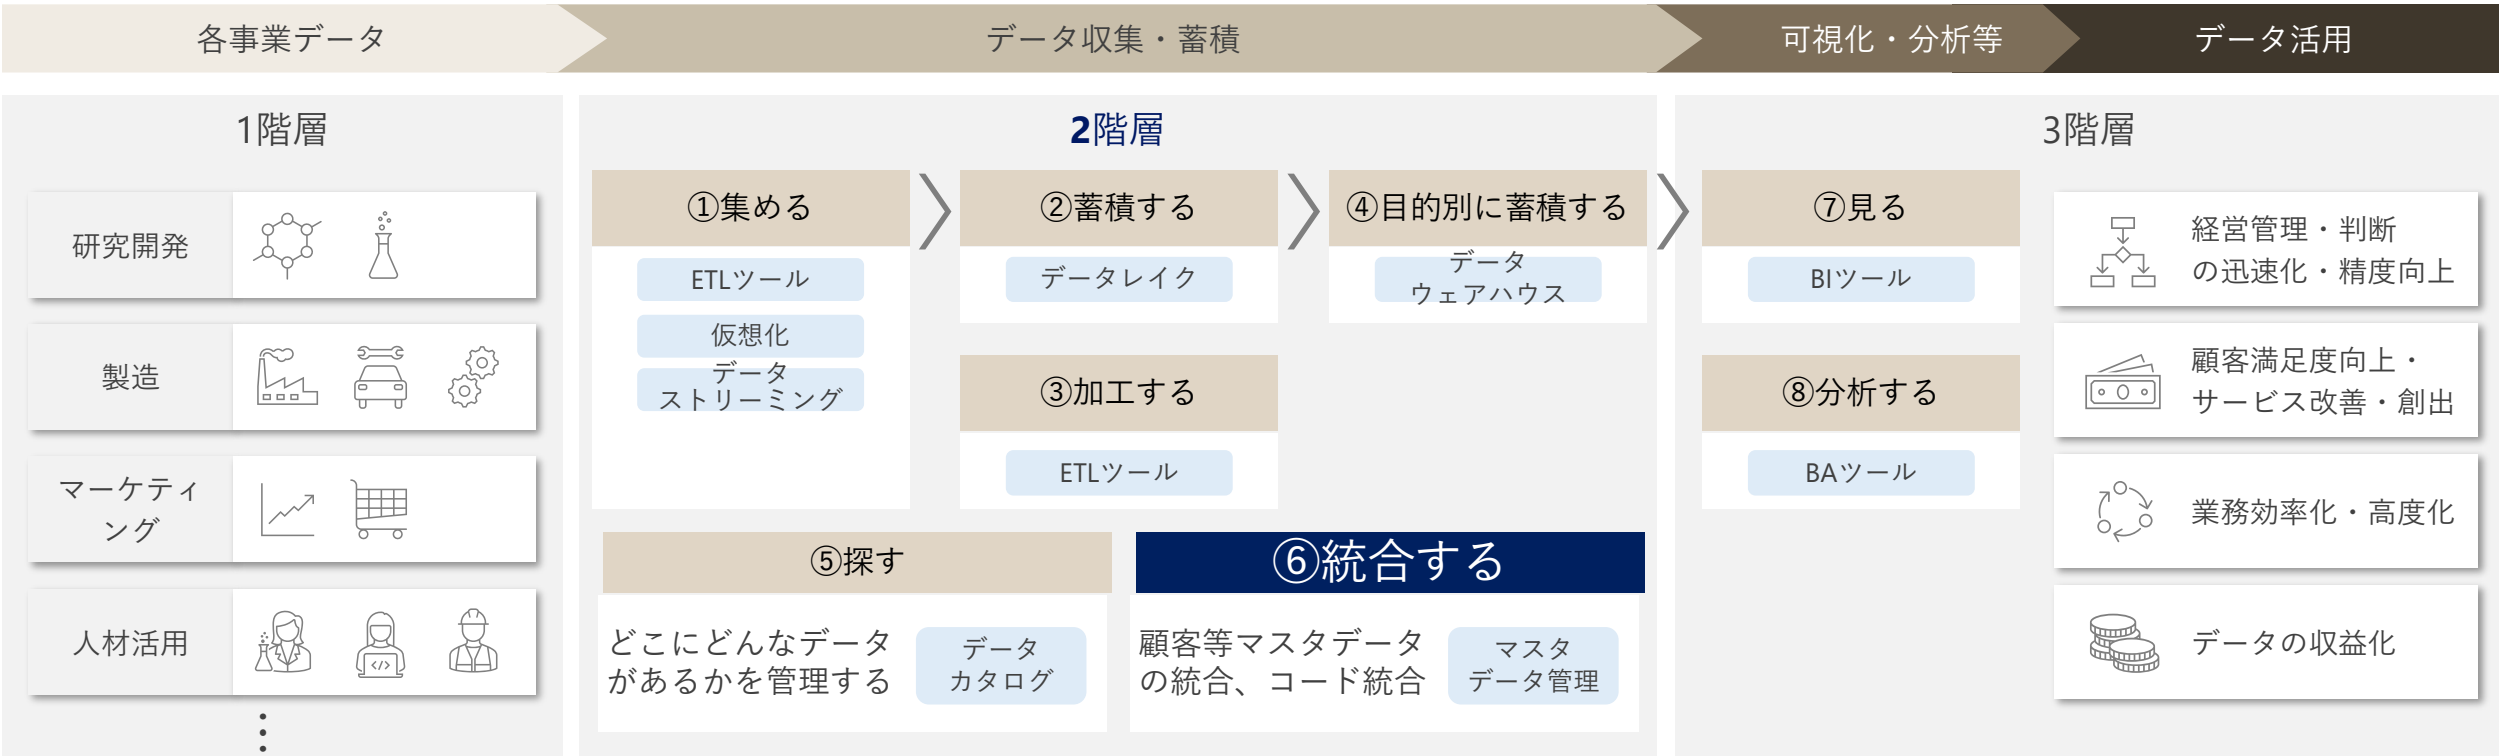 各事業データ
データ収集・蓄積
可視化・分析等
データ活用
1階層
研究開発
製造
マーケティ
ング
人材活用
⋮
2階層
①集める
ETLツール
仮想化
データ
ストリーミング
②蓄積する
データレイク
③加工する
ETLツール
④目的別に蓄積する
データ
ウェアハウス
⑤探す
どこにどんなデータ
があるかを管理する
データ
カタログ
⑥統合する
顧客等マスタデータ
の統合、コード統合
マスタ
データ管理
3階層
⑦見る
BIツール
⑧分析する
BAツール
経営管理・判断
の迅速化・精度向上
顧客満足度向上・
サービス改善・創出
業務効率化・高度化
データの収益化